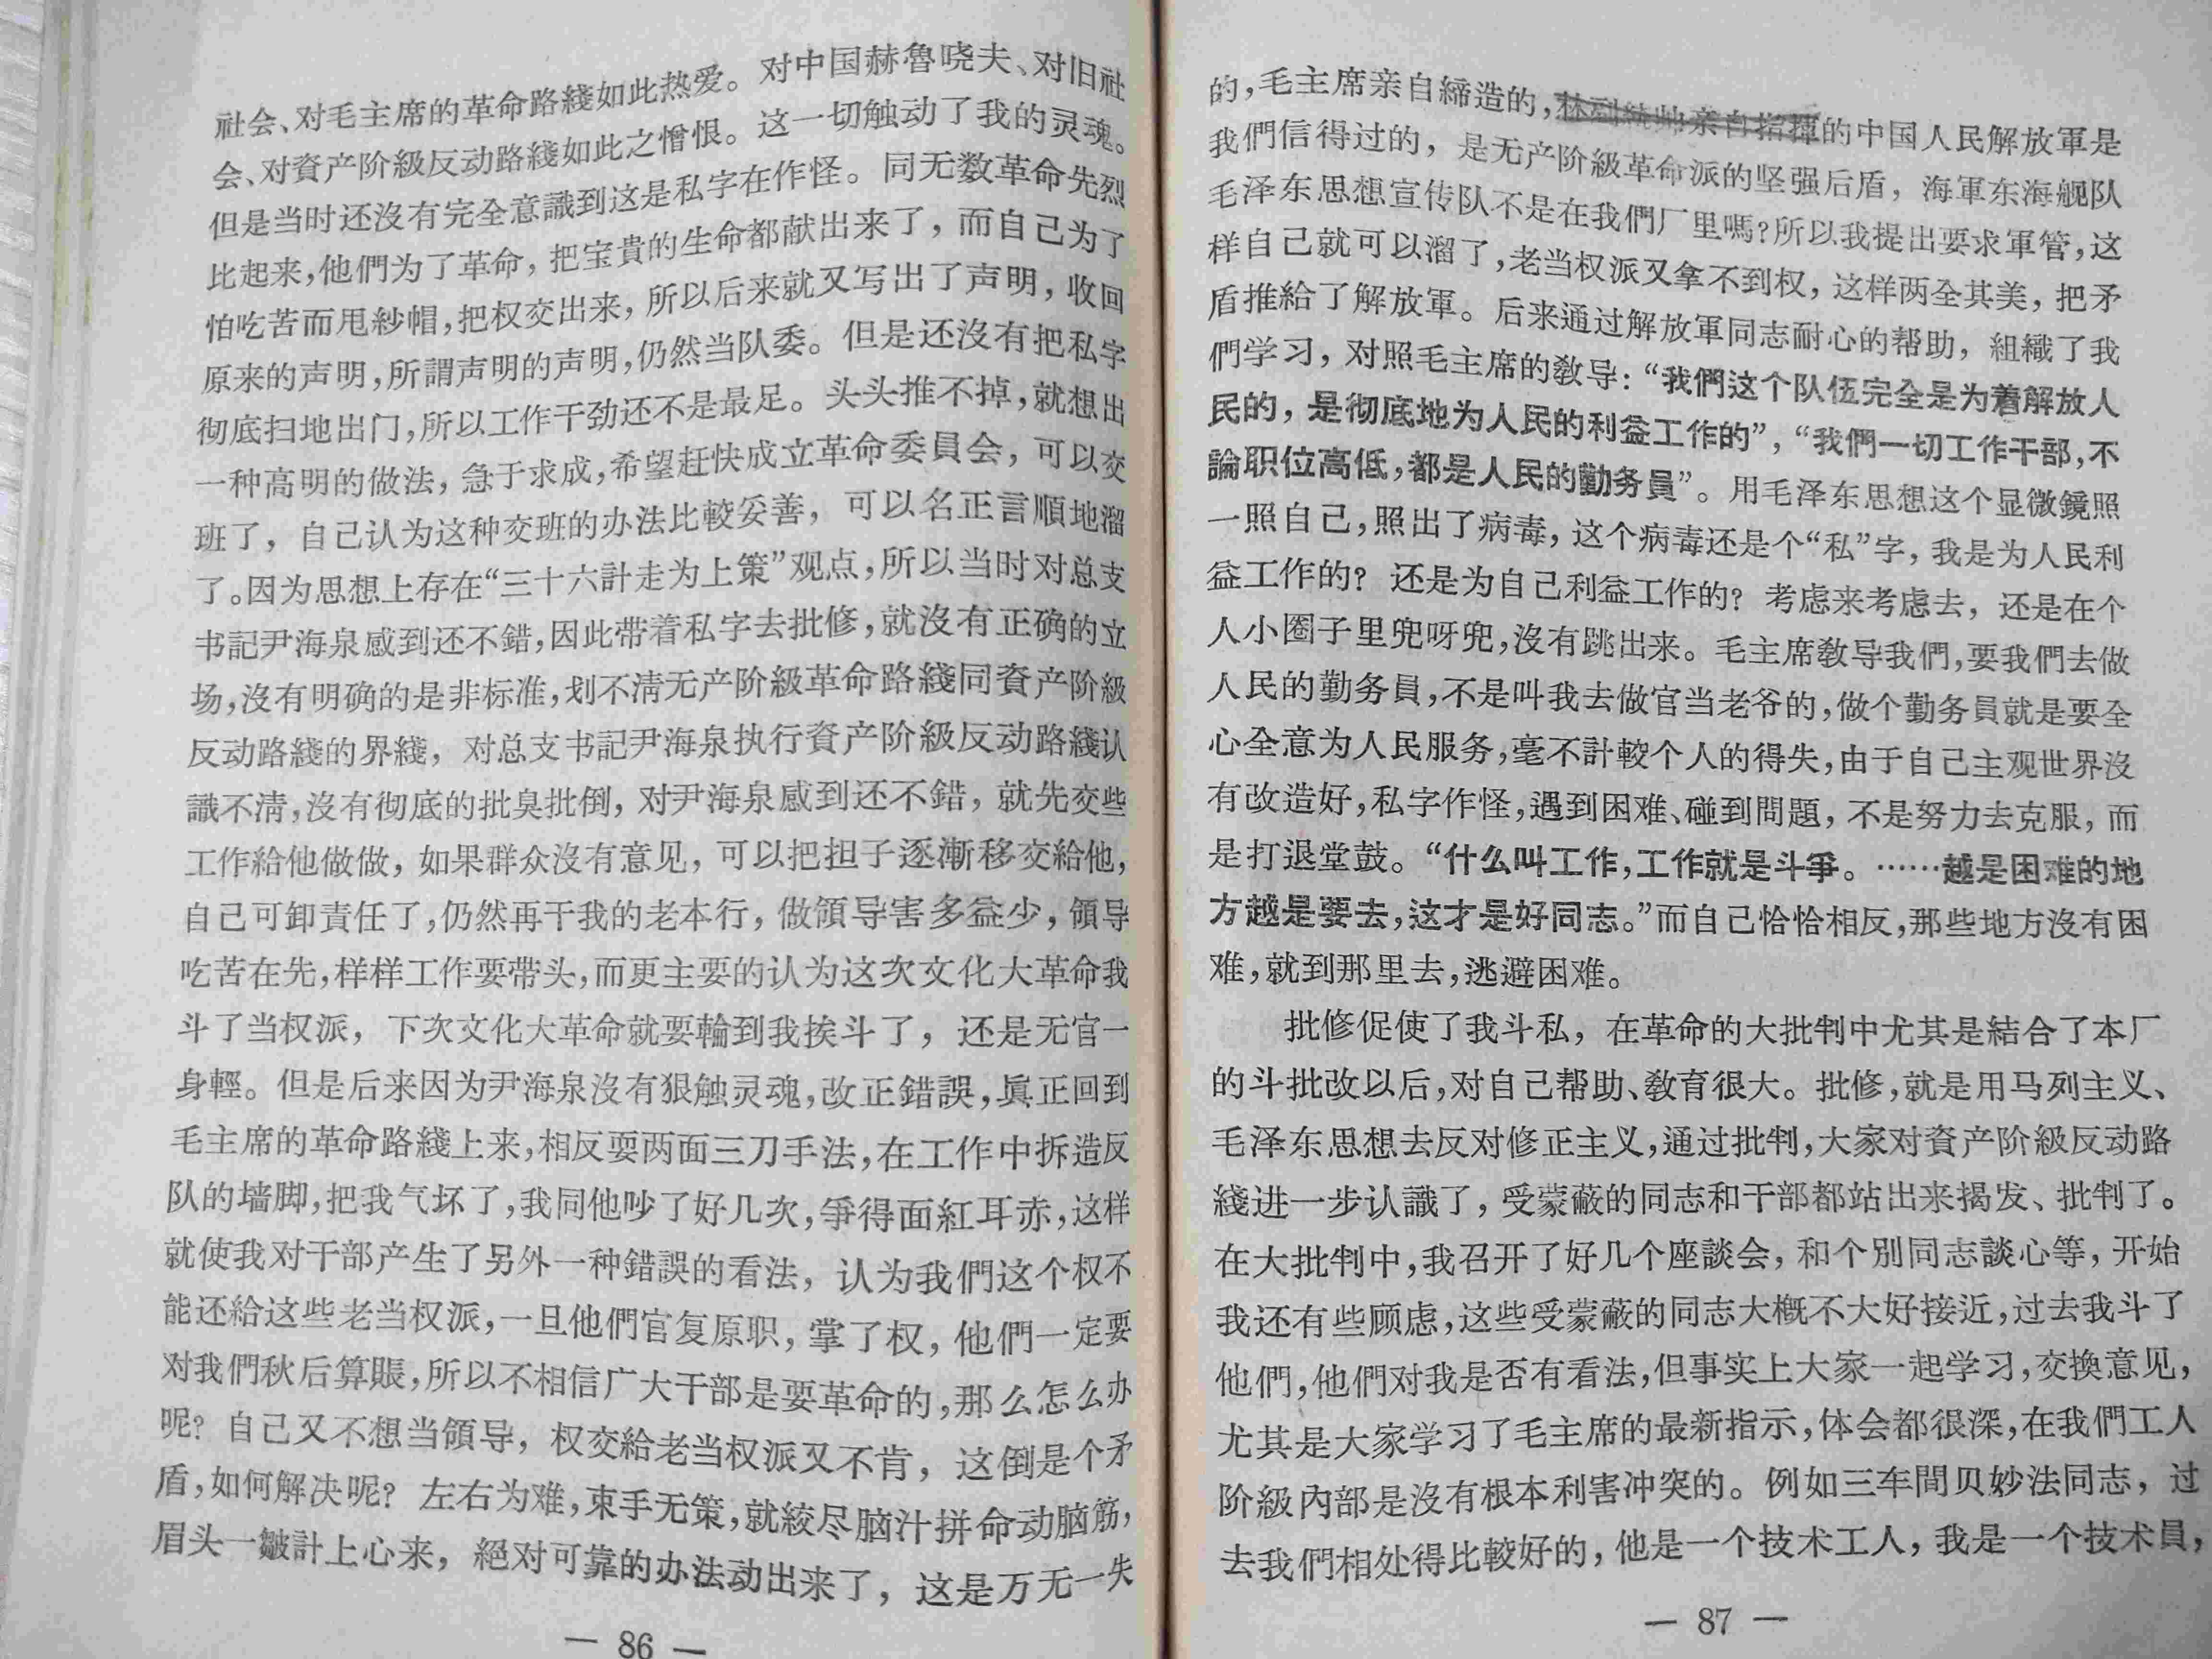 社会、对毛主席的革命路綫如此热爱。对中国赫魯哓夫、对旧社
会、对資产阶級反动路綫如此之憎恨。这一切触动了我的灵魂。
但是当时还沒有完全意識到这是私字在作怪。同无数革命先烈
比起来,他們为了革命,把宝貴的生命都献出来了,而自己为了
怕吃苦而甩紗帽,把权交出来,所以后来就又写出了声明,收回
原来的声明,所謂声明的声明,仍然当队委。但是还沒有把私字
彻底扫地出门,所以工作干劲还不是最足。头头推不掉,就想出
一种高明的做法,急于求成,希望赶快成立革命委員会,可以交
班了,自己认为这种交班的办法比較妥善,可以名正言順地溜
了。因为思想上存在“三十六計走为上策”观点,所以当时对总支
书記尹海泉感到还不錯,因此带着私字去批修,就沒有正确的立
场,沒有明确的是非标准,划不淸无产阶級革命路綫同資产阶級
反动路綫的界綫,对总支书記尹海泉执行資产阶級反动路綫认
識不淸,沒有彻底的批臭批倒,对尹海泉感到还不錯,就先交些
工作給他做做,如果群众沒有意见,可以把担子逐漸移交給他,
自己可卸責任了,仍然再干我的老本行,做領导害多益少,領导
吃苦在先,样样工作要带头,而更主要的认为这次文化大革命我
斗了当权派,下次文化大革命就要輪到我挨斗了,还是无官一
身輕。但是后来因为尹海泉沒有狠触灵魂,改正錯誤,眞正回到
毛主席的革命路綫上来,相反耍两面三刀手法,在工作中拆造反
队的墙脚,把我气坏了,我同他吵了好几次,爭得面紅耳赤,这样
就使我对干部产生了另外一种錯誤的看法,认为我們这个权不
能还給这些老当权派,一旦他們官复原职,掌了权,他們一定要
对我們秋后算賬,所以不相信广大干部是要革命的,那么怎么办
呢?自己又不想当領导,权交給老当权派又不肯,这倒是个矛
盾,如何解决呢?左右为难,束手无策,就絞尽脑汁拼命动脑筋,
眉头一皺計上心来,絕对可靠的办法动出来了,这是万无一失
— 86 —
的,毛主席亲自締造的,林副統帅亲自指揮的中国人民解放軍是
我們信得过的,是无产阶級革命派的坚强后盾,海軍东海舰队
毛泽东思想宣传队不是在我們厂里嗎?所以我提出要求軍管,这
样自己就可以溜了,老当权派又拿不到权,这样两全其美,把矛
盾推給了解放軍。后来通过解放軍同志耐心的帮助,組織了我
們学习,对照毛主席的敎导:“我們这个队伍完全是为着解放人
民的,是彻底地为人民的利益工作的”,“我們一切工作干部,不
論职位高低,都是人民的勤务員”。用毛泽东思想这个显微鏡照
一照自己,照出了病毒,这个病毒还是个“私”字,我是为人民利
益工作的?还是为自己利益工作的?考虑来考虑去,还是在个
人小圈子里兜呀兜,沒有跳出来。毛主席敎导我們,要我們去做
人民的勤务員,不是叫我去做官当老爷的,做个勤务員就是要全
心全意为人民服务,毫不計較个人的得失,由于自己主观世界沒
有改造好,私字作怪,遇到困难、碰到問題,不是努力去克服,而
是打退堂鼓。“什么叫工作,工作就是斗爭。……越是困难的地
方越是要去,这才是好同志。”而自己恰恰相反,那些地方沒有困
难,就到那里去,逃避困难。
批修促使了我斗私,在革命的大批判中尤其是結合了本厂
的斗批改以后,对自己帮助、敎育很大。批修,就是用马列主义、
毛泽东思想去反对修正主义,通过批判,大家对資产阶級反动路
綫进一步认識了,受蒙蔽的同志和干部都站出来揭发、批判了。
在大批判中,我召开了好几个座談会,和个別同志談心等,开始
我还有些顾虑,这些受蒙蔽的同志大槪不大好接近,过去我斗了
他們,他們对我是否有看法,但事实上大家一起学习,交換意见,
尤其是大家学习了毛主席的最新指示,体会都很深,在我們工人
阶級內部是沒有根本利害冲突的。例如三车間贝妙法同志,过
去我們相处得比較好的,他是一个技术工人,我是一个技术員,
— 87 —